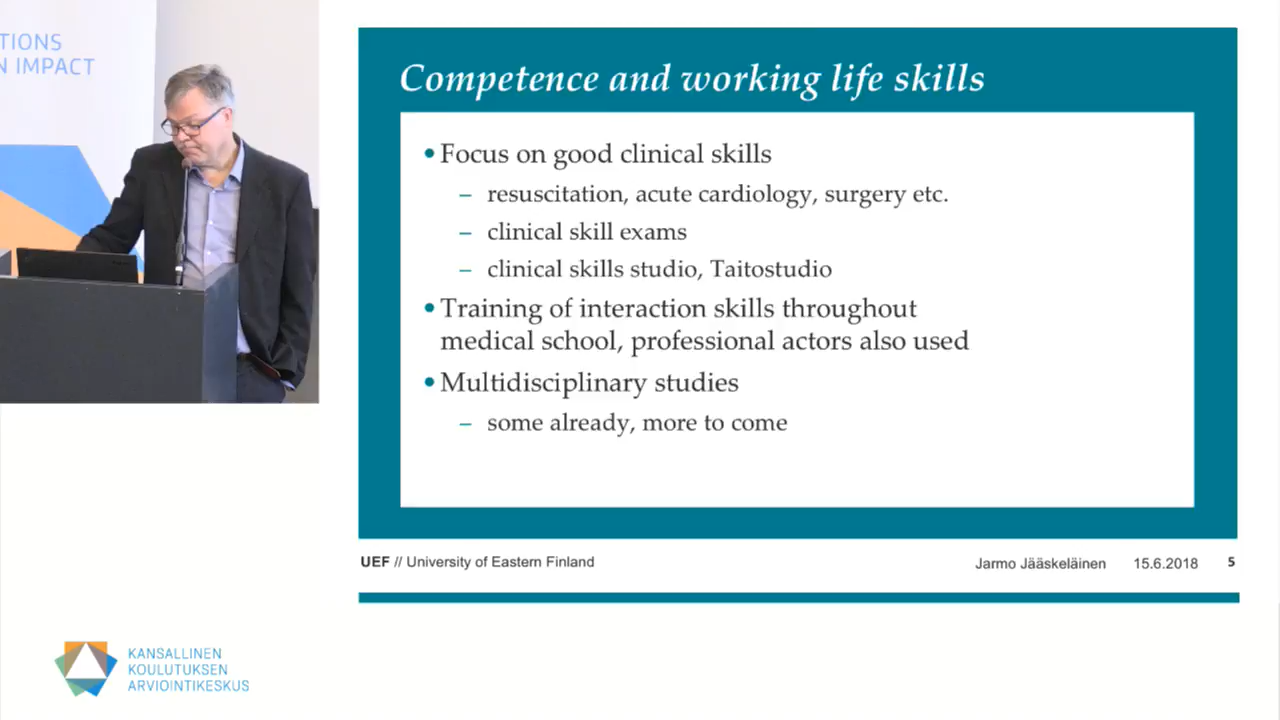 TIONS
N IMPACT
Competence and working life skills
• Focus on good clinical skills
– resuscitation, acute cardiology, surgery etc.
– clinical skill exams
– clinical skills studio, Taitostudio
• Training of interaction skills throughout
medical school, professional actors also used
• Multidisciplinary studies
– some already, more to come
UEF // University of Eastern Finland
Jarmo Jääskeläinen 15.6.2018 5
KANSALLINEN
KOULUTUKSEN
ARVIOINTIKESKUS